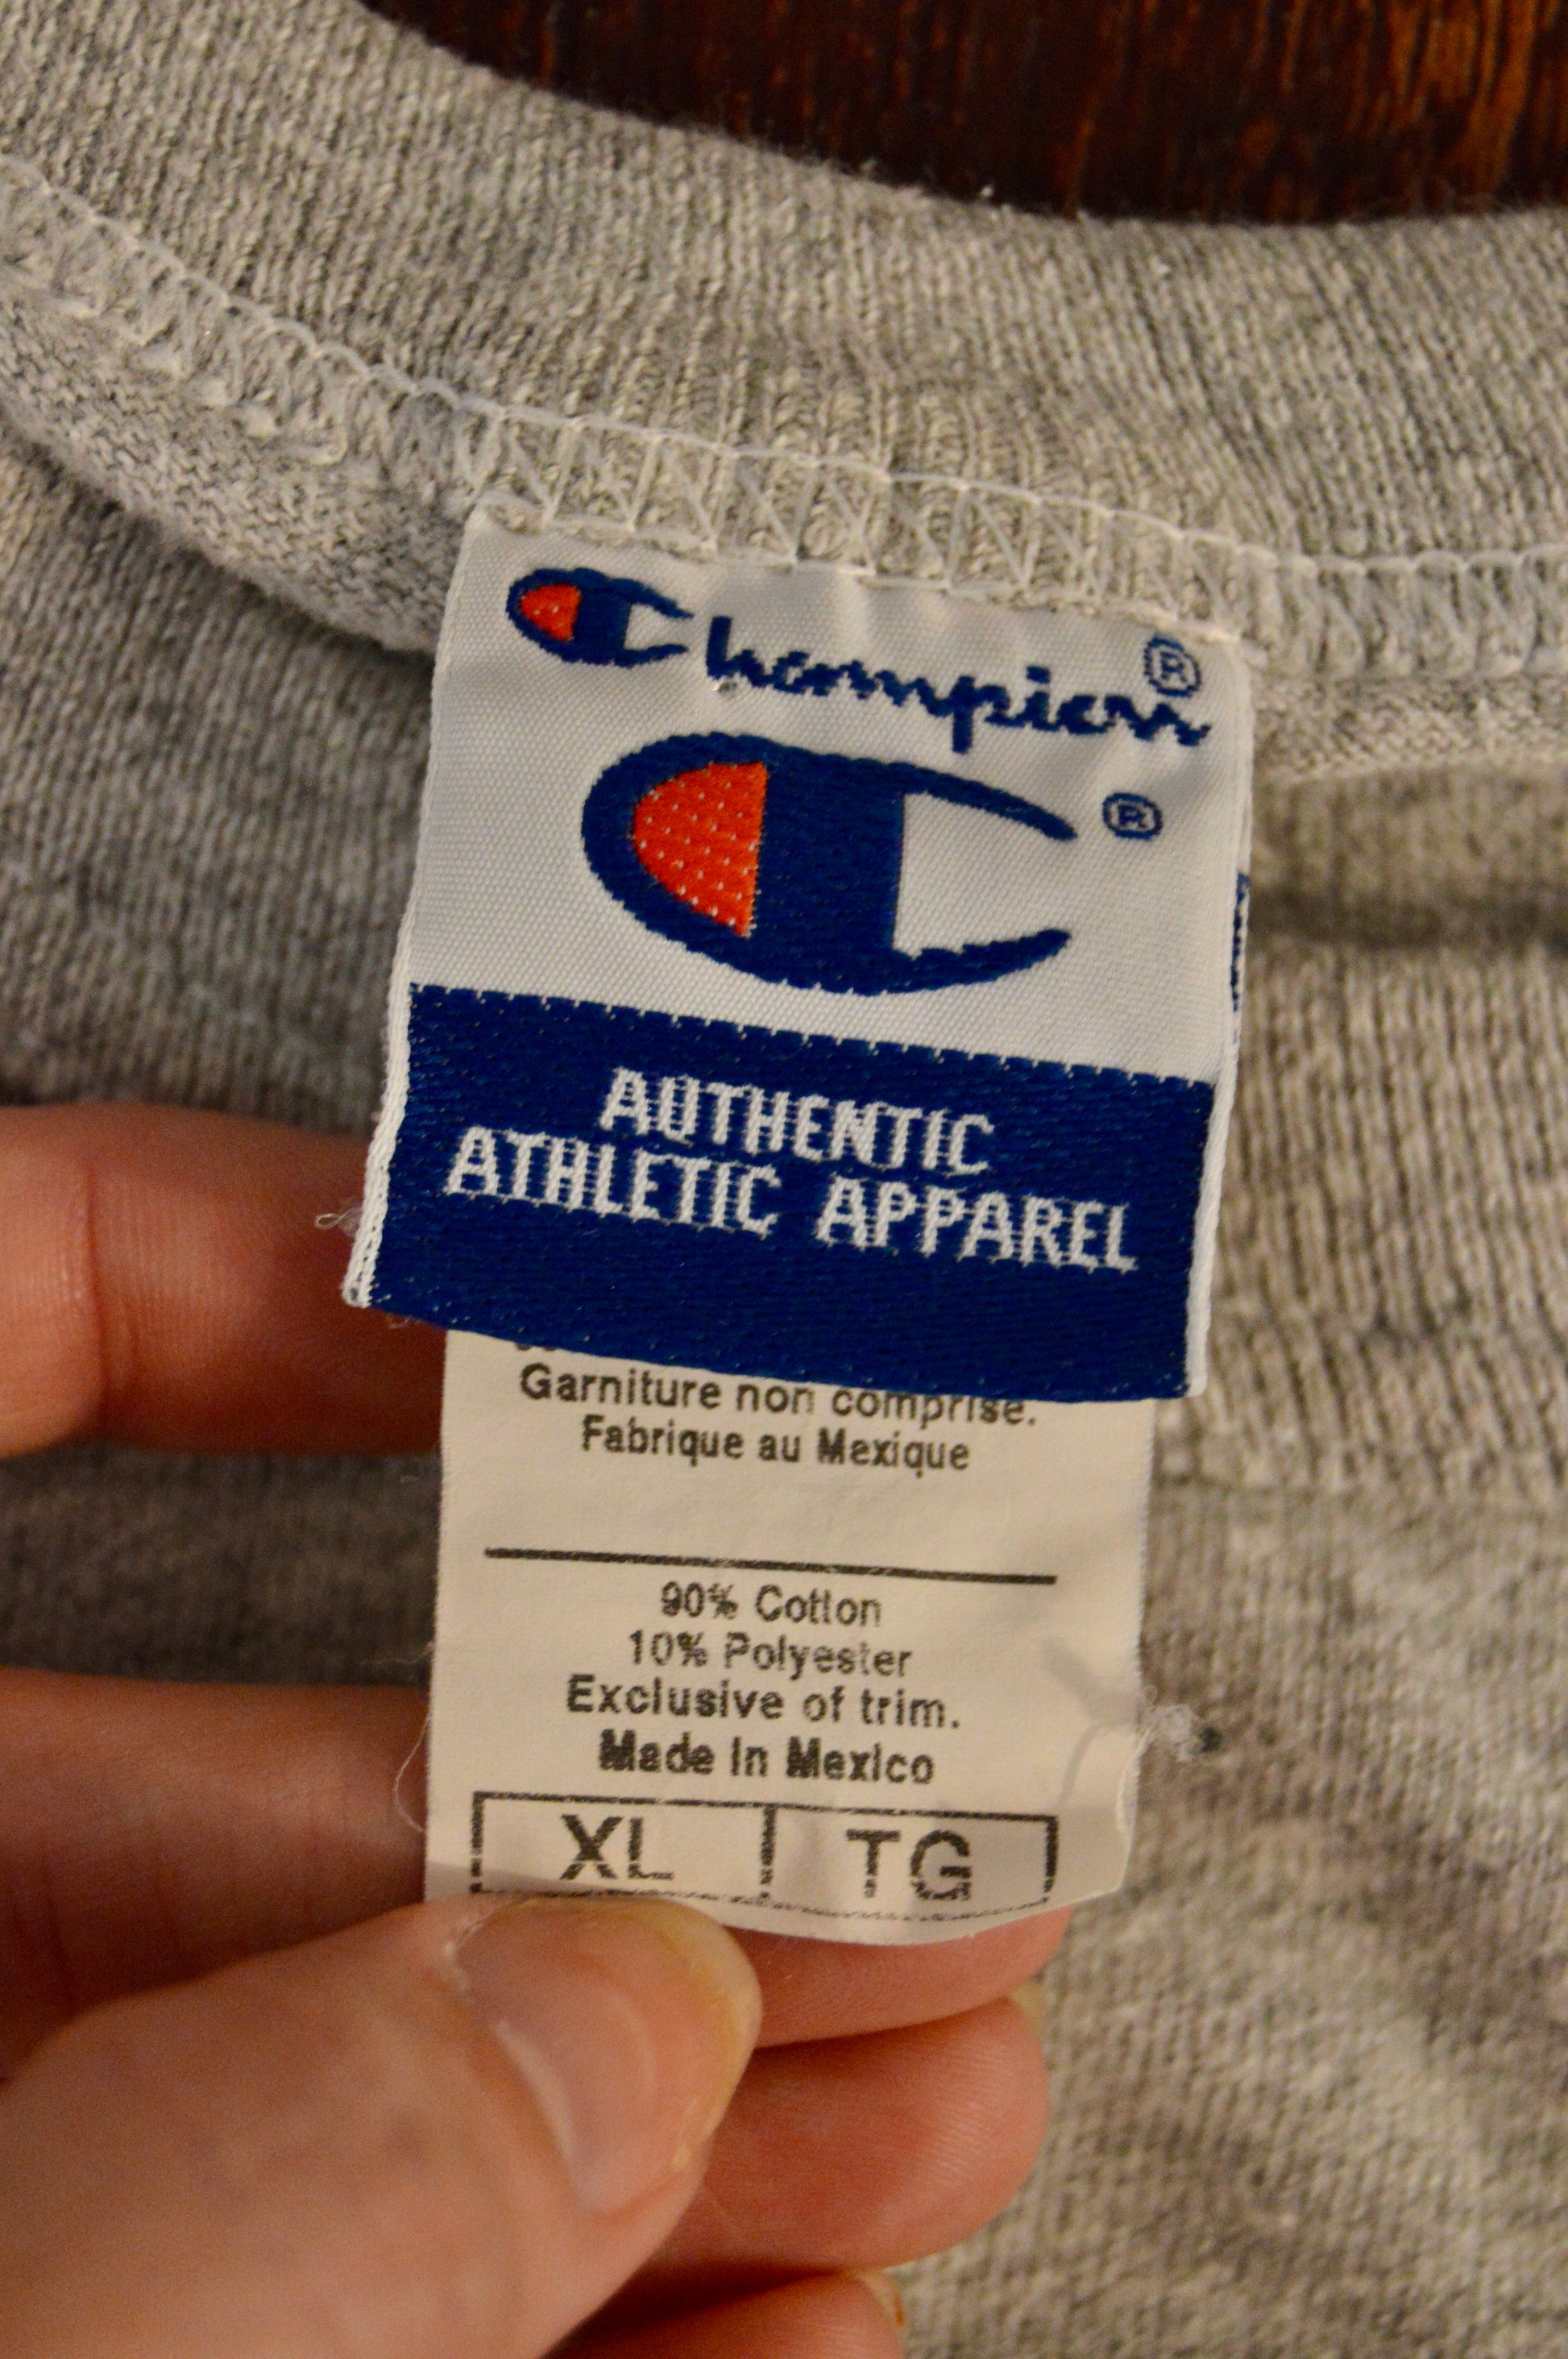 Champion®
®
AUTHENTIC
ATHLETIC APPAREL
Garniture non comprise.
Fabrique au Mexique
90% Cotton
10% Polyester
Exclusive of trim.
Made in Mexico
XL TG